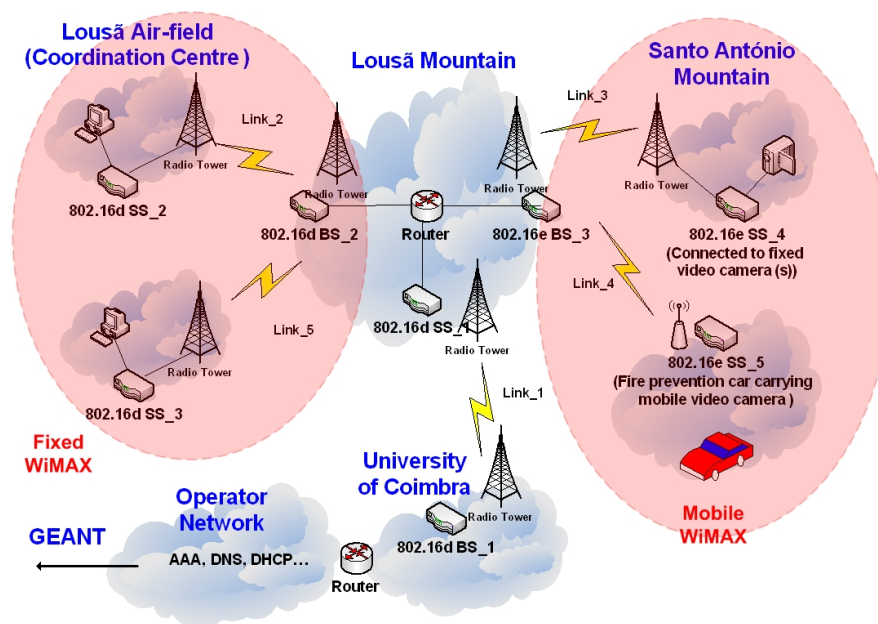 Lousã Air-field
(Coordination Centre)
Lousã Mountain
Santo António
Mountain
Link_2
Link_3
Radio Tower
Radio Tower
Radio Tower
Radio Tower
802.16d SS_2
802.16d BS_2
Router
802.16e BS_3
802.16e SS_4
(Connected to fixed
video camera (s))
Link_4
Link_5
802.16d SS_1
Radio Tower
Radio Tower
802.16e SS_5
(Fire prevention car carrying
mobile video camera )
802.16d SS_3
Link_1
Fixed
WiMAX
University
of Coimbra
Operator
Network
Radio Tower
Mobile
WiMAX
GEANT
AAA, DNS, DHCP...
802.16d BS_1
Router